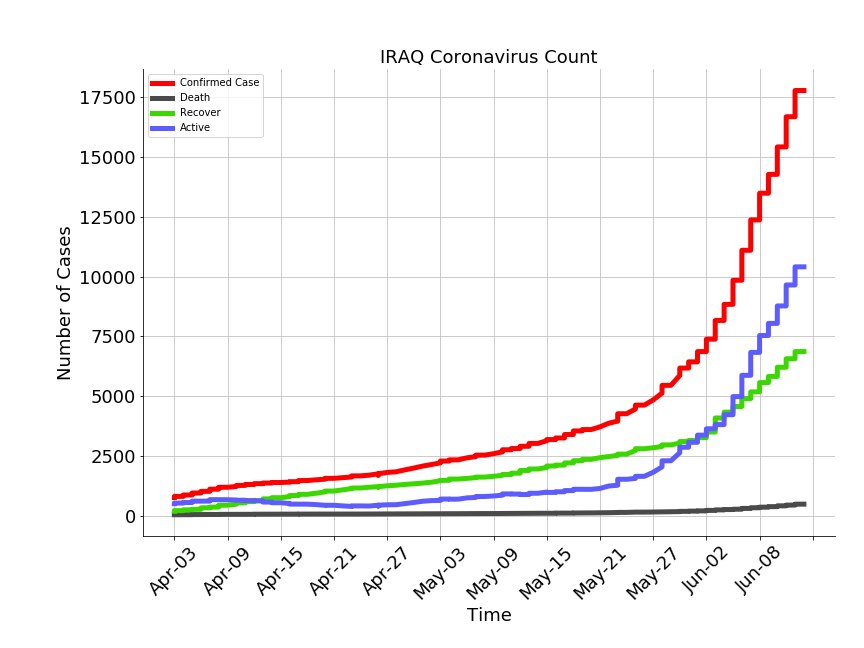 IRAQ Coronavirus Count
Confirmed Case
Death
Recover
Active
17500
15000
12500
10000
7500
5000
2500
0
Number of Cases
Apr-03 Apr-09 Apr-15 Apr-21 Apr-27 May-03 May-09 May-15 May-21 May-27 Jun-02 Jun-08
Time